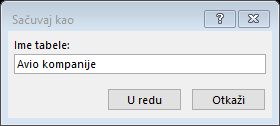 Sačuvaj kao
Ime tabele:
Avio kompanije
U redu
Otkaži